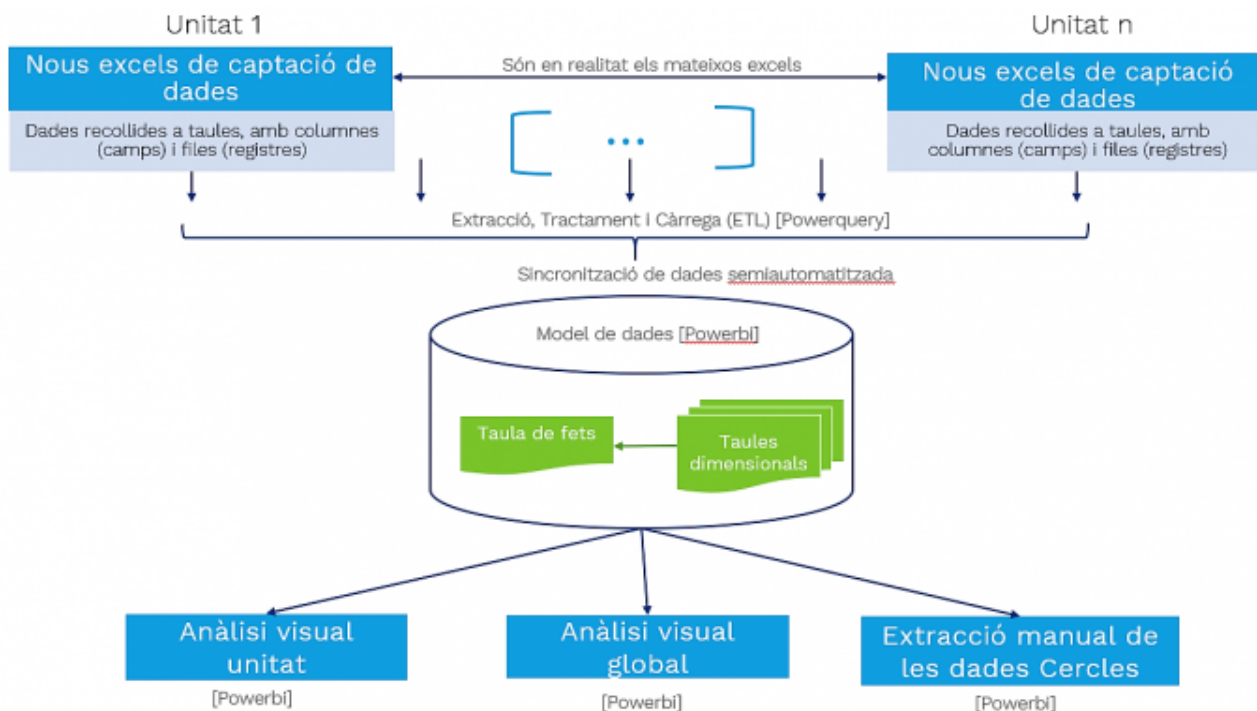 Unitat 1
Unitat n
Nous excels de captació de
dades
Són en realitat els mateixos excels
Nous excels de captació
de dades
Dades recollides a taules, amb columnes
(camps) i files (registres)
...
Dades recollides a taules, amb
columnes (camps) i files (registres)
Extracció, Tractament i Càrrega (ETL) [Powerquery]
Sincronització de dades semiautomatitzada
Model de dades [Powerbi]
Taula de fets
Taules
dimensionals
Anàlisi visual
unitat
[Powerbi]
Anàlisi visual
global
[Powerbi]
Extracció manual de
les dades Cercles
[Powerbi]